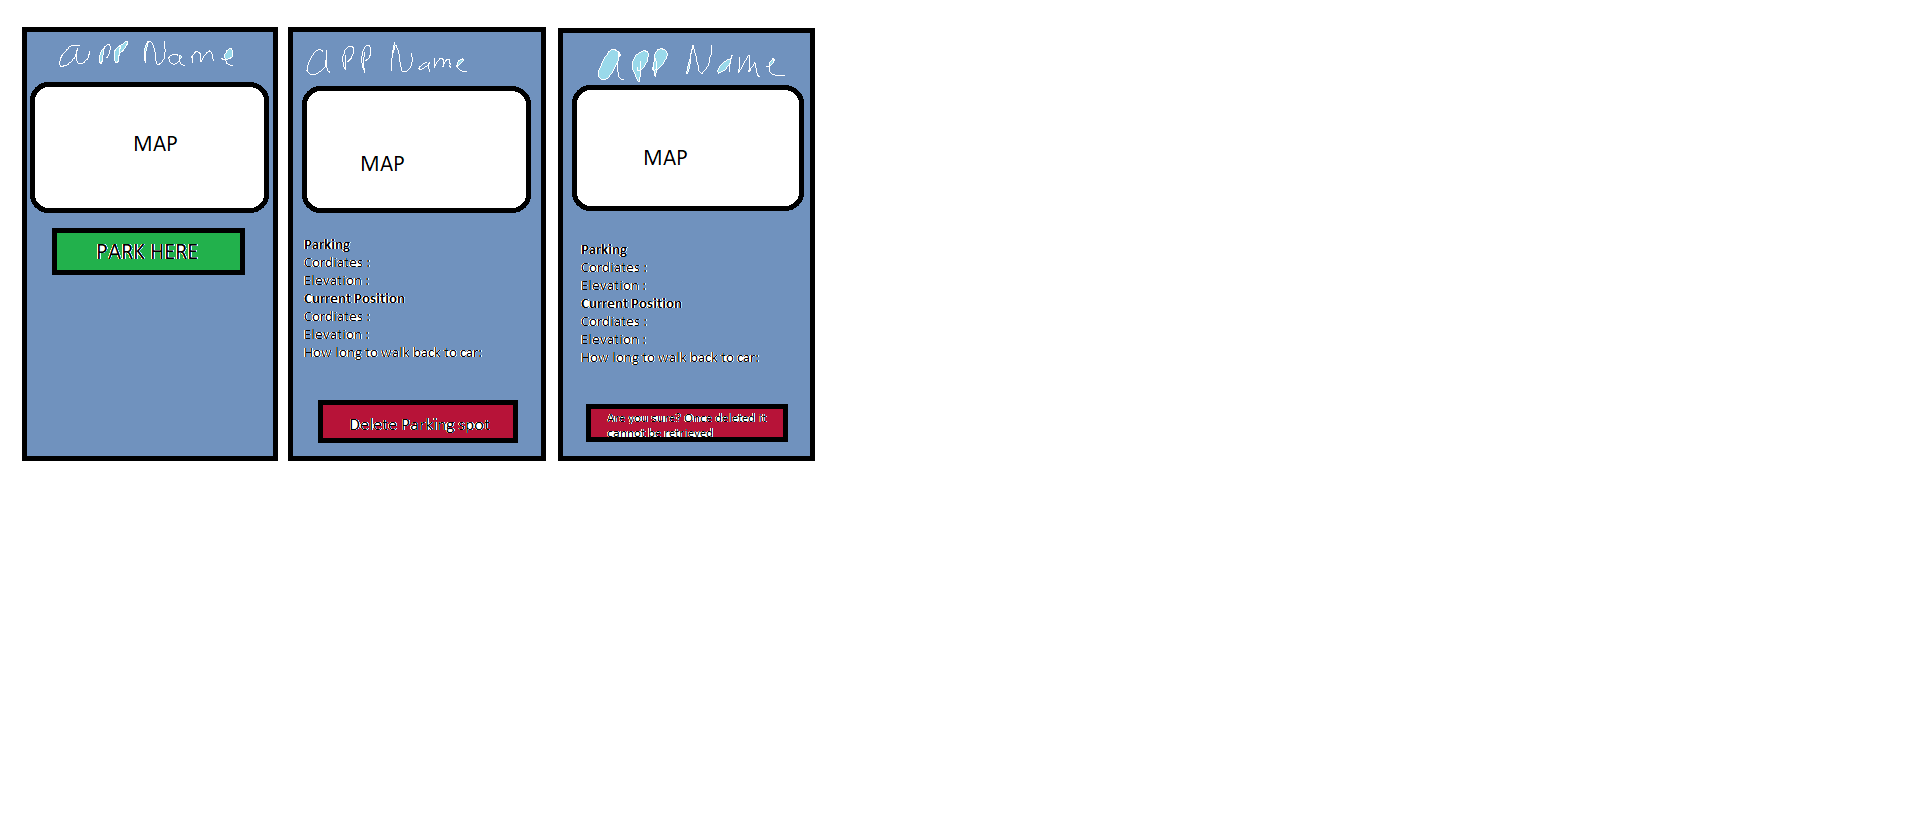 APP Name
MAP
PARK HERE
APP Name
MAP
Parking
Cordiates :
Elevation :
Current Position
Cordiates :
Elevation :
How long to walk back to car:
Delete Parking spot
APP Name
MAP
Parking
Cordiates :
Elevation :
Current Position
Cordiates :
Elevation :
How long to walk back to car:
Are you sure? Once deleted it
cannot be retrieved